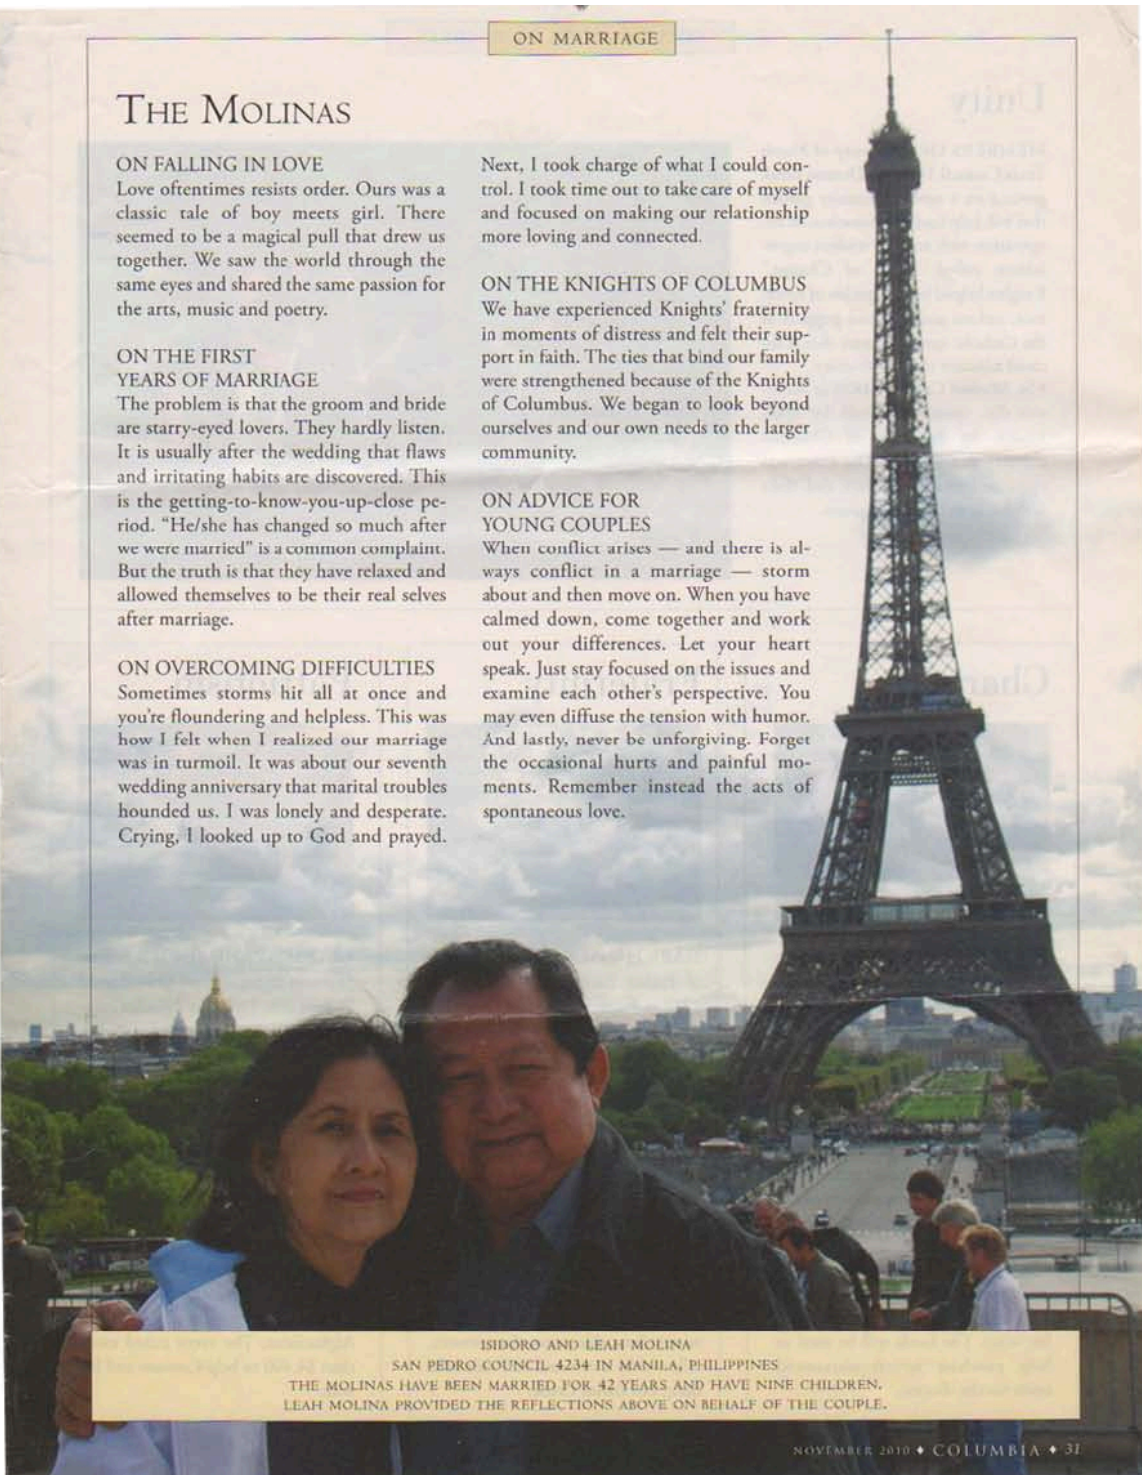 ON MARRIAGE
THE MOLINAS
ON FALLING IN LOVE
Love oftentimes resists order. Ours was a
classic tale of boy meets girl. There
seemed to be a magical pull that drew us
together. We saw the world through the
same eyes and shared the same passion for
the arts, music and poetry.
ON THE FIRST
YEARS OF MARRIAGE
The problem is that the groom and bride
are starry-eyed lovers. They hardly listen.
It is usually after the wedding that flaws
and irritating habits are discovered. This
is the getting-to-know-you-up-close pe-
riod. “He/she has changed so much after
we were married” is a common complaint.
But the truth is that they have relaxed and
allowed themselves to be their real selves
after marriage.
ON OVERCOMING DIFFICULTIES
Sometimes storms hit all at once and
you’re floundering and helpless. This was
how I felt when I realized our marriage
was in turmoil. It was about our seventh
wedding anniversary that marital troubles
hounded us. I was lonely and desperate.
Crying, I looked up to God and prayed.
Next, I took charge of what I could con-
trol. I took time out to take care of myself
and focused on making our relationship
more loving and connected.
ON THE KNIGHTS OF COLUMBUS
We have experienced Knights’ fraternity
in moments of distress and felt their sup-
port in faith. The ties that bind our family
were strengthened because of the Knights
of Columbus. We began to look beyond
ourselves and our own needs to the larger
community.
ON ADVICE FOR
YOUNG COUPLES
When conflict arises — and there is al-
ways conflict in a marriage — storm
about and then move on. When you have
calmed down, come together and work
out your differences. Let your heart
speak. Just stay focused on the issues and
examine each other’s perspective. You
may even diffuse the tension with humor.
And lastly, never be unforgiving. Forget
the occasional hurts and painful mo-
ments. Remember instead the acts of
spontaneous love.
ISIDORO AND LEAH MOLINA
SAN PEDRO COUNCIL 4234 IN MANILA, PHILIPPINES
THE MOLINAS HAVE BEEN MARRIED FOR 42 YEARS AND HAVE NINE CHILDREN.
LEAH MOLINA PROVIDED THE REFLECTIONS ABOVE ON BEHALF OF THE COUPLE.
NOVEMBER 2010 ♦ COLUMBIA ♦ 31